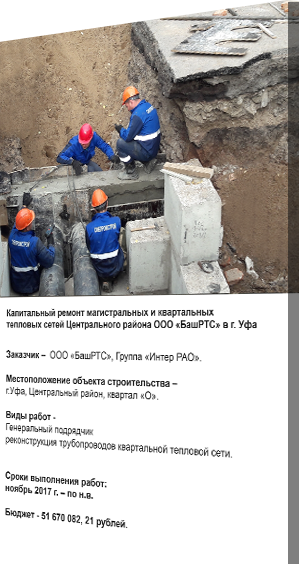 Капитальный ремонт магистральных и квартальных
тепловых сетей Центрального района ООО «БашРТС» в г. Уфа
Заказчик – ООО «БашРТС», Группа «Интер РАО».
Местоположение объекта строительства –
г.Уфа, Центральный район, квартал «О».
Виды работ -
Генеральный подрядчик
реконструкция трубопроводов квартальной тепловой сети.
Сроки выполнения работ:
ноябрь 2017 г. – по н.в.
Бюджет - 51 670 082, 21 рублей.